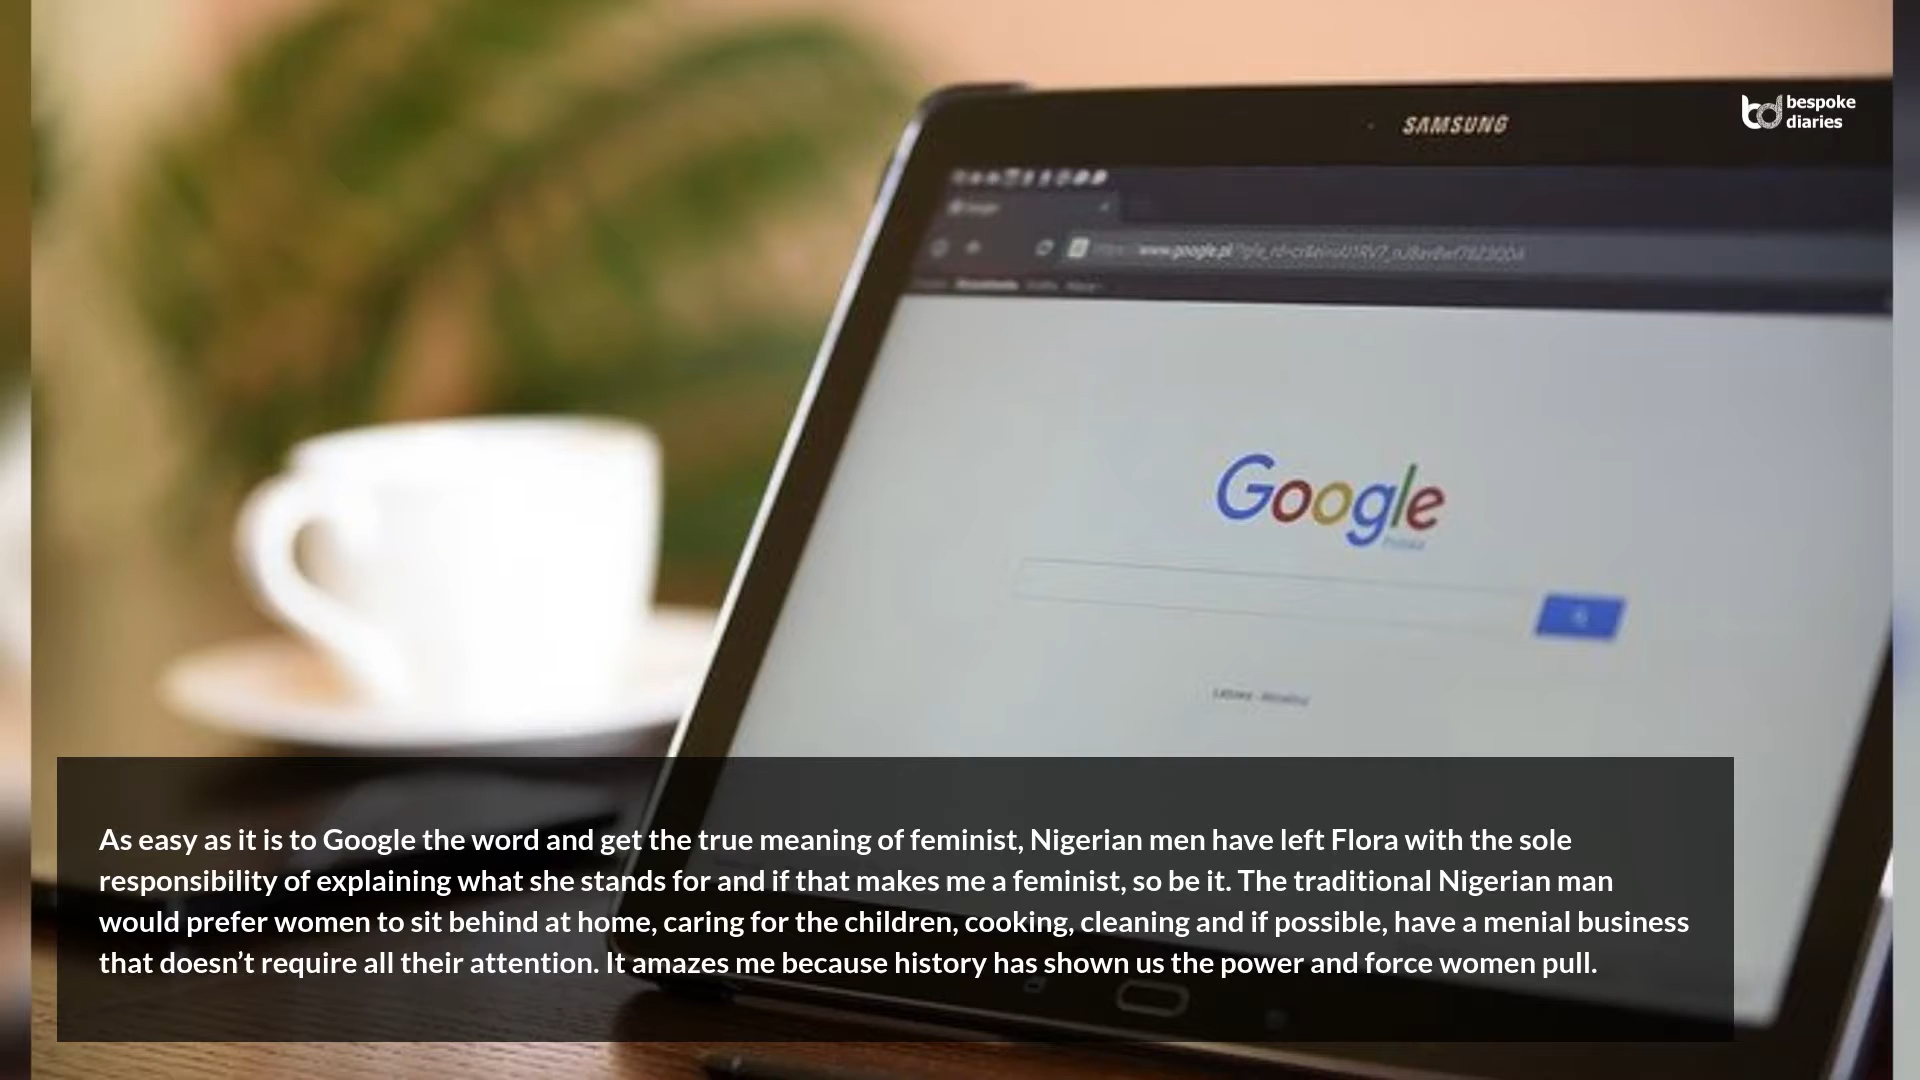 SAMSUNG
bespoke
diaries
www.google.pl
Google
As easy as it is to Google the word and get the true meaning of feminist, Nigerian men have left Flora with the sole
responsibility of explaining what she stands for and if that makes me a feminist, so be it. The traditional Nigerian man
would prefer women to sit behind at home, caring for the children, cooking, cleaning and if possible, have a menial business
that doesn’t require all their attention. It amazes me because history has shown us the power and force women pull.